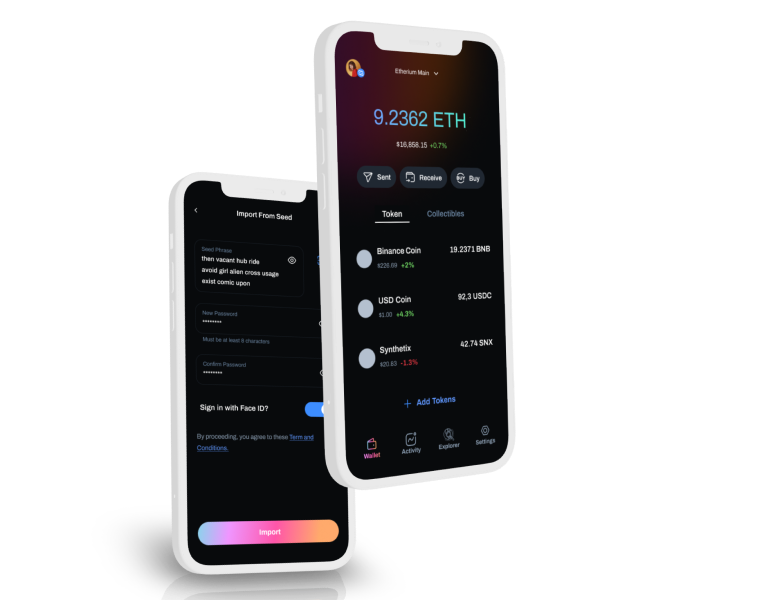 Import From Seed
Seed Phrase
then vacant hub ride
avoid girl alien cross usage
exist comic upon
New Password
••••••••
Must be at least 8 characters
Confirm Password
••••••••
Sign in with Face ID?
By proceeding, you agree to these Term and
Conditions.
Import
Etherium Main
9.2362 ETH
$16,858.15 +0.7%
Sent Receive BUY Buy
Token Collectibles
Binance Coin 19.2371 BNB
$226.69 +2%
USD Coin 92,3 USDC
$1.00 +4.3%
Synthetix 42.74 SNX
$20.83 -1.3%
+ Add Tokens
Wallet Activity Explorer Settings